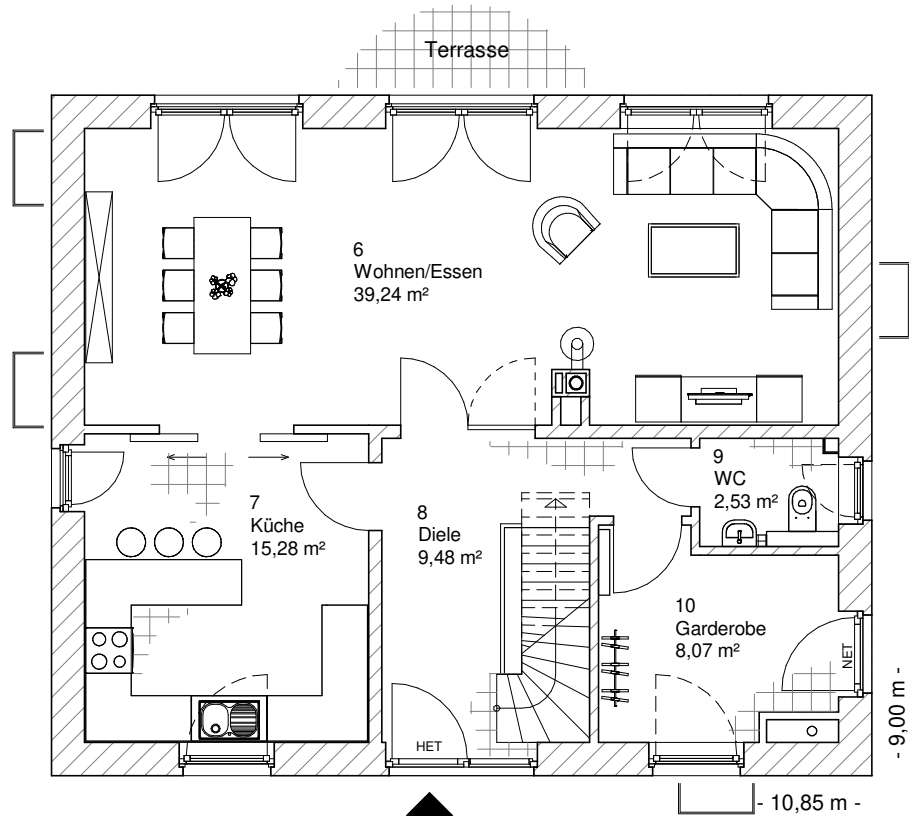 Terrasse
6
Wohnen/Essen
39,24 m²
7
Küche
15,28 m²
8
Diele
9,48 m²
9
WC
2,53 m²
10
Garderobe
8,07 m²
NET
HET
- 9,00 m -
- 10,85 m -